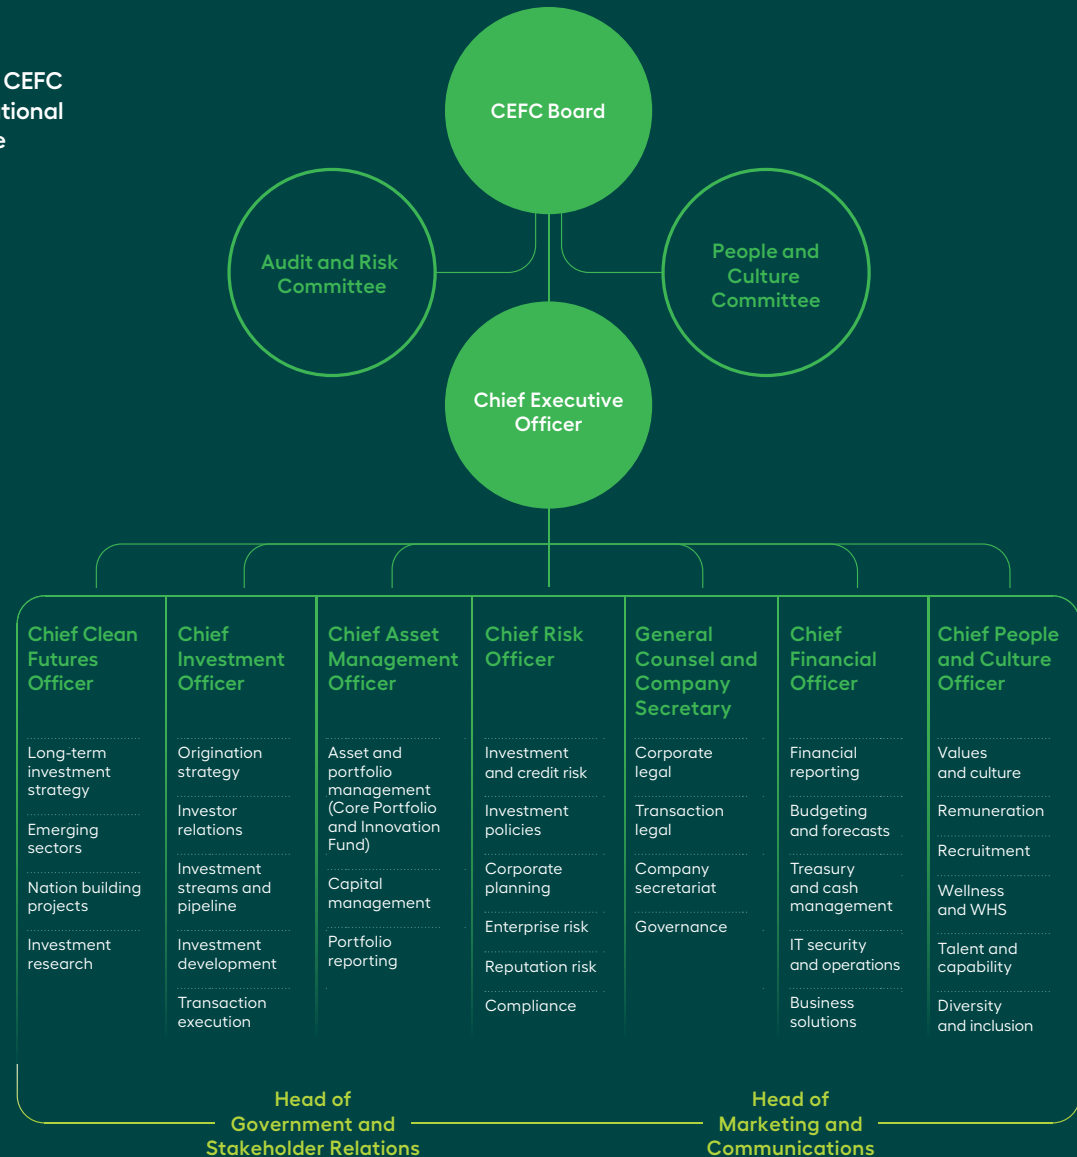 CEFC
CEFC Board
Audit and Risk
Committee
People and
Culture
Committee
Chief Executive
Officer
Chief Clean
Futures
Officer
Long-term
investment
strategy
Emerging
sectors
Nation building
projects
Investment
research
Chief
Investment
Officer
Origination
strategy
Investor
relations
Investment
streams and
pipeline
Investment
development
Transaction
execution
Chief Asset
Management
Officer
Asset and
portfolio
management
(Core Portfolio
and Innovation
Fund)
Capital
management
Portfolio
reporting
Chief Risk
Officer
Investment
and credit risk
Investment
policies
Corporate
planning
Enterprise risk
Reputation risk
Compliance
General
Counsel and
Company
Secretary
Corporate
legal
Transaction
legal
Company
secretariat
Governance
Chief
Financial
Officer
Financial
reporting
Budgeting
and forecasts
Treasury
and cash
management
IT security
and operations
Business
solutions
Chief People
and Culture
Officer
Values
and culture
Remuneration
Recruitment
Wellness
and WHS
Talent and
capability
Diversity
and inclusion
Head of
Government and
Stakeholder Relations
Head of
Marketing and
Communications